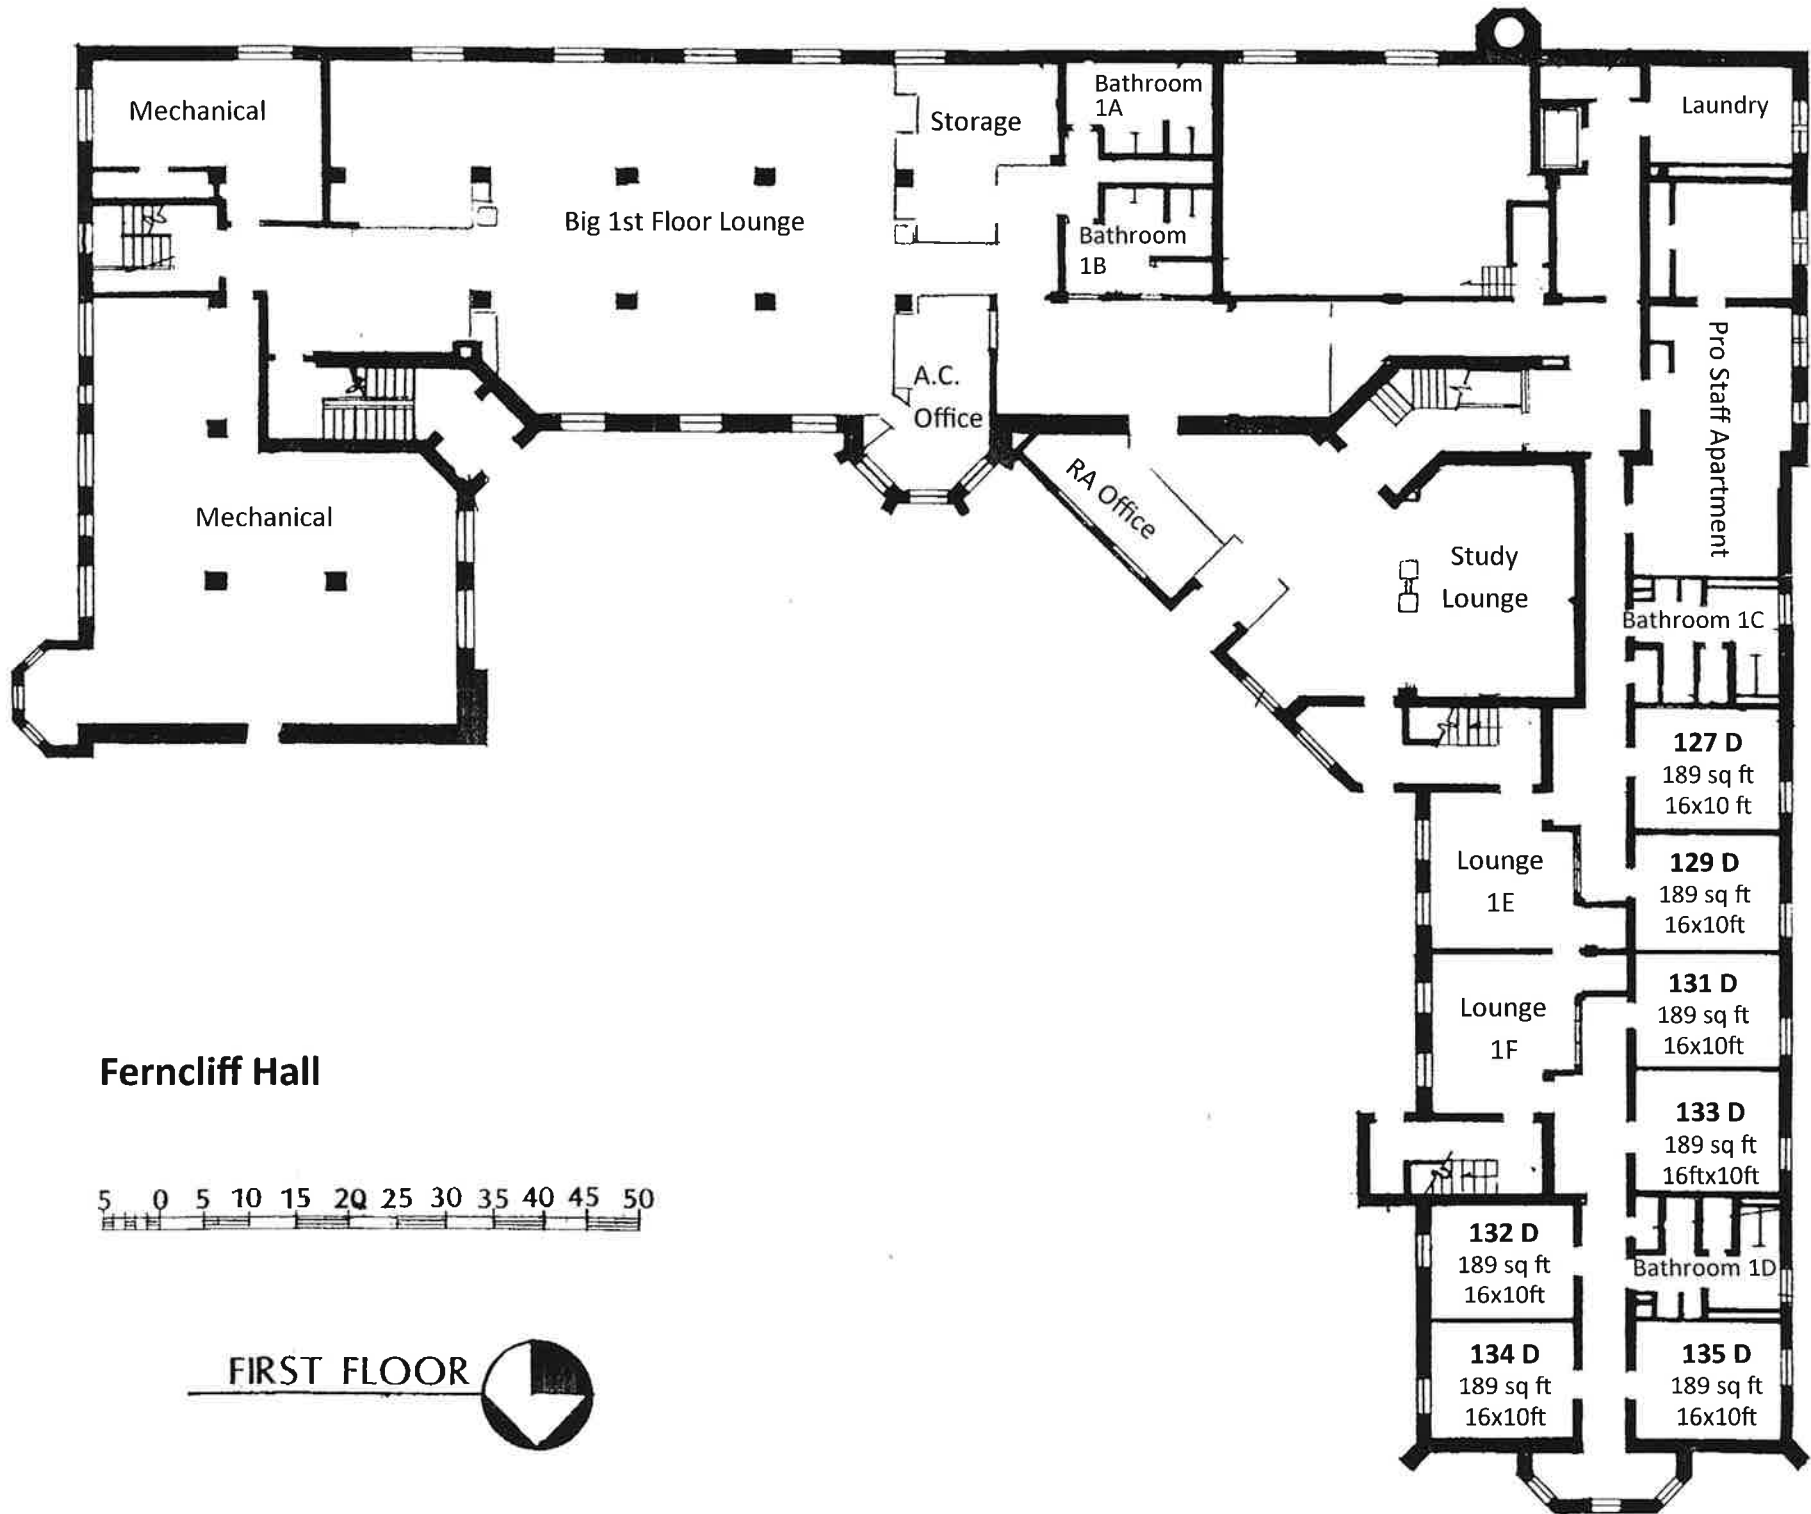 Mechanical
Big 1st Floor Lounge
Storage
Bathroom
1A
Bathroom
1B
Laundry
A.C.
Office
RA Office
Pro Staff Apartment
Mechanical
Study
Lounge
Bathroom 1C
127 D
189 sq ft
16x10 ft
Lounge
1E
129 D
189 sq ft
16x10ft
Lounge
1F
131 D
189 sq ft
16x10ft
133 D
189 sq ft
16ftx10ft
Ferncliff Hall
5 0 5 10 15 20 25 30 35 40 45 50
132 D
189 sq ft
16x10ft
Bathroom 1D
134 D
189 sq ft
16x10ft
135 D
189 sq ft
16x10ft
FIRST FLOOR